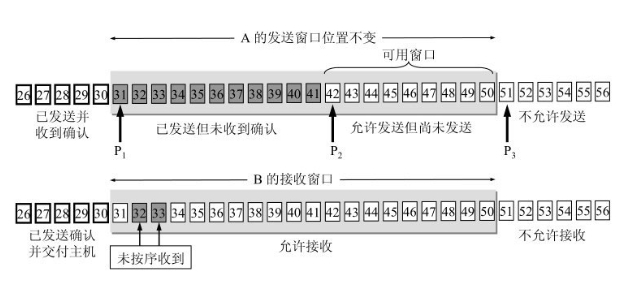 A 的发送窗口位置不变
可用窗口
26 27 28 29 30 31 32 33 34 35 36 37 38 39 40 41 42 43 44 45 46 47 48 49 50 51 52 53 54 55 56
已发送并
收到确认
已发送但未收到确认
允许发送但尚未发送
不允许发送
P1
P2
P3
B 的接收窗口
26 27 28 29 30 31 32 33 34 35 36 37 38 39 40 41 42 43 44 45 46 47 48 49 50 51 52 53 54 55 56
已发送确认
并交付主机
未按序收到
允许接收
不允许接收